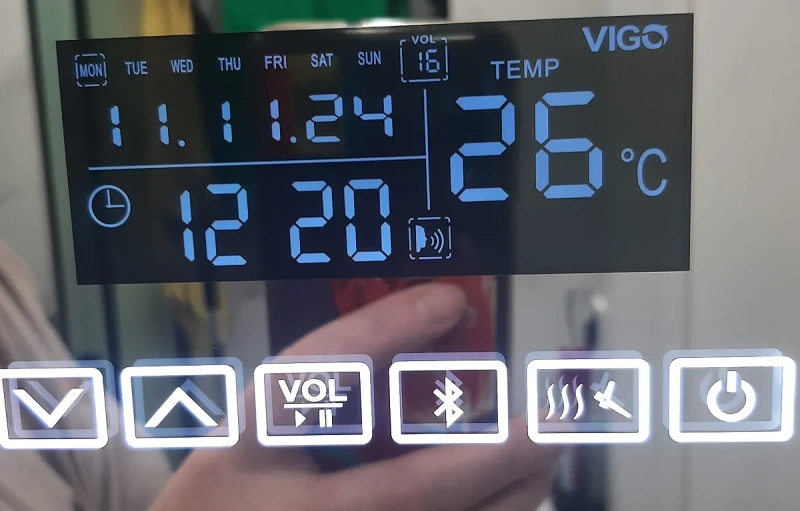 VIGO
MON TUE WED THU FRI SAT SUN
VOL
16
TEMP
11.11.24
26 °C
12 20
VOL